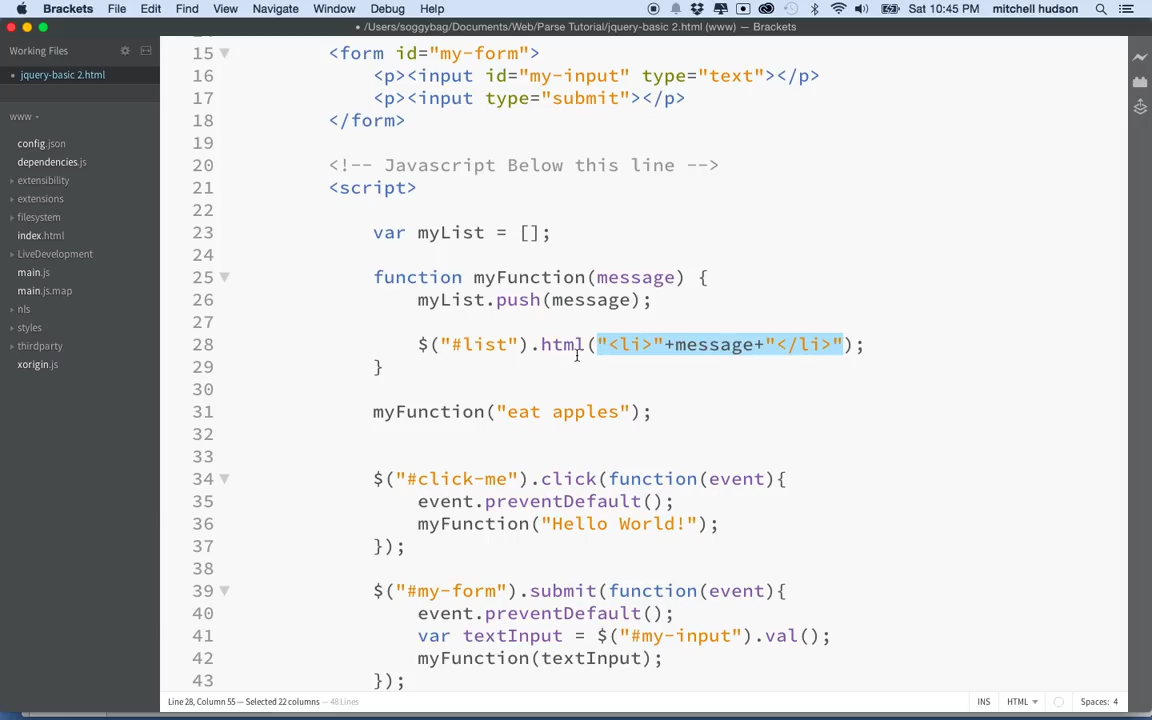 Brackets File Edit Find View Navigate Window Debug Help Sat 10:45 PM mitchell hudson
• /Users/soggybag/Documents/Web/Parse Tutorial/jquery-basic 2.html (www) — Brackets
Working Files
• jquery-basic 2.html
www
config.json
dependencies.js
extensibility
extensions
filesystem
index.html
LiveDevelopment
main.js
main.js.map
nls
styles
thirdparty
xorigin.js
15 <form id="my-form">
16 <p><input id="my-input" type="text"></p>
17 <p><input type="submit"></p>
18 </form>
19
20 <!-- Javascript Below this line -->
21 <script>
22
23 var myList = [];
24
25 function myFunction(message) {
26 myList.push(message);
27
28 $("#list").html("<li>"+message+"</li>");
29 }
30
31 myFunction("eat apples");
32
33
34 $("#click-me").click(function(event){
35 event.preventDefault();
36 myFunction("Hello World!");
37 });
38
39 $("#my-form").submit(function(event){
40 event.preventDefault();
41 var textInput = $("#my-input").val();
42 myFunction(textInput);
43 });
Line 28, Column 55 — Selected 22 columns — 48 Lines INS HTML Spaces: 4